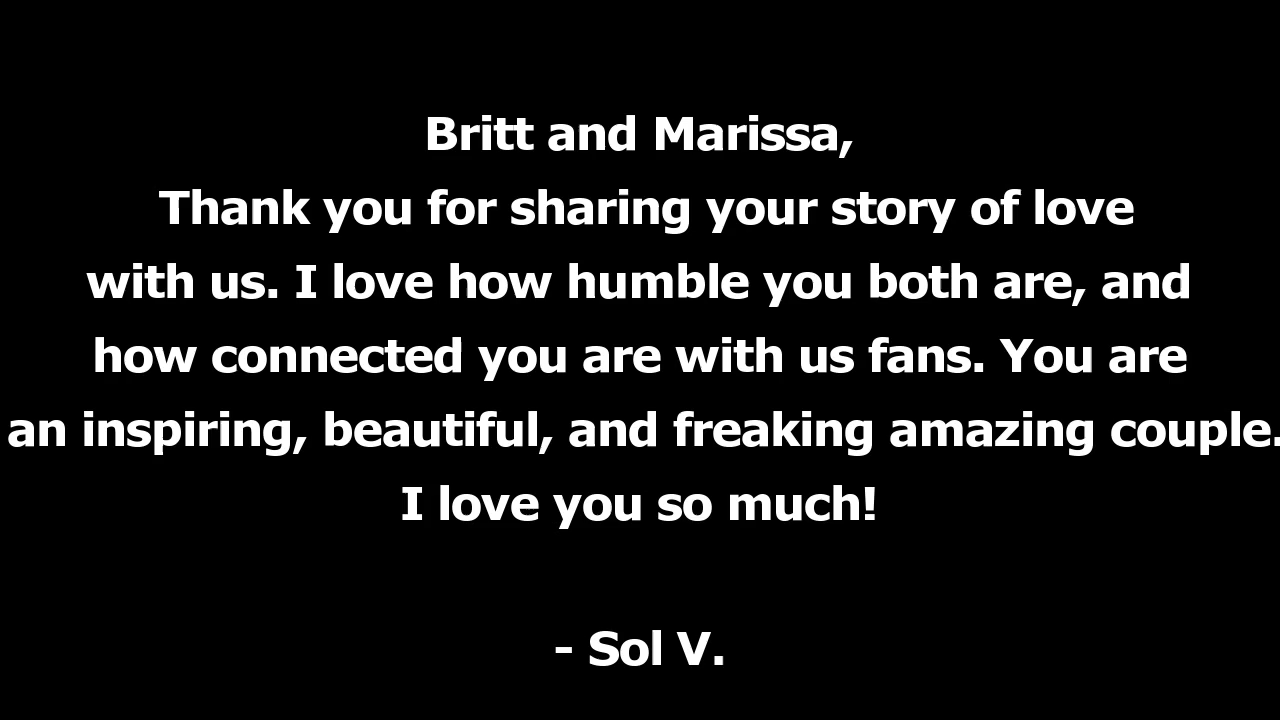 Britt and Marissa,
Thank you for sharing your story of love
with us. I love how humble you both are, and
how connected you are with us fans. You are
an inspiring, beautiful, and freaking amazing couple.
I love you so much!
- Sol V.